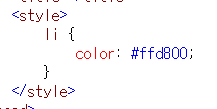 <style>
li {
color: #ffd800;
}
</style>